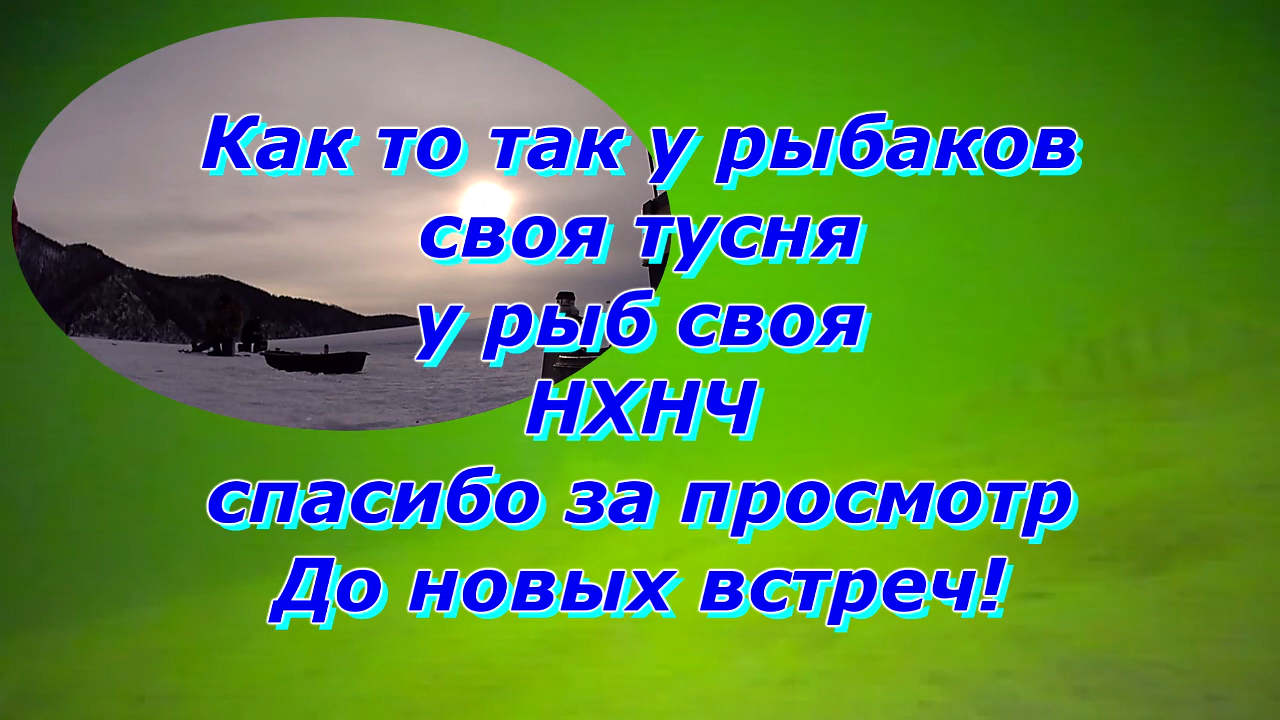 Как то так у рыбаков
своя тусня
у рыб своя
НХНЧ
спасибо за просмотр
До новых встреч!